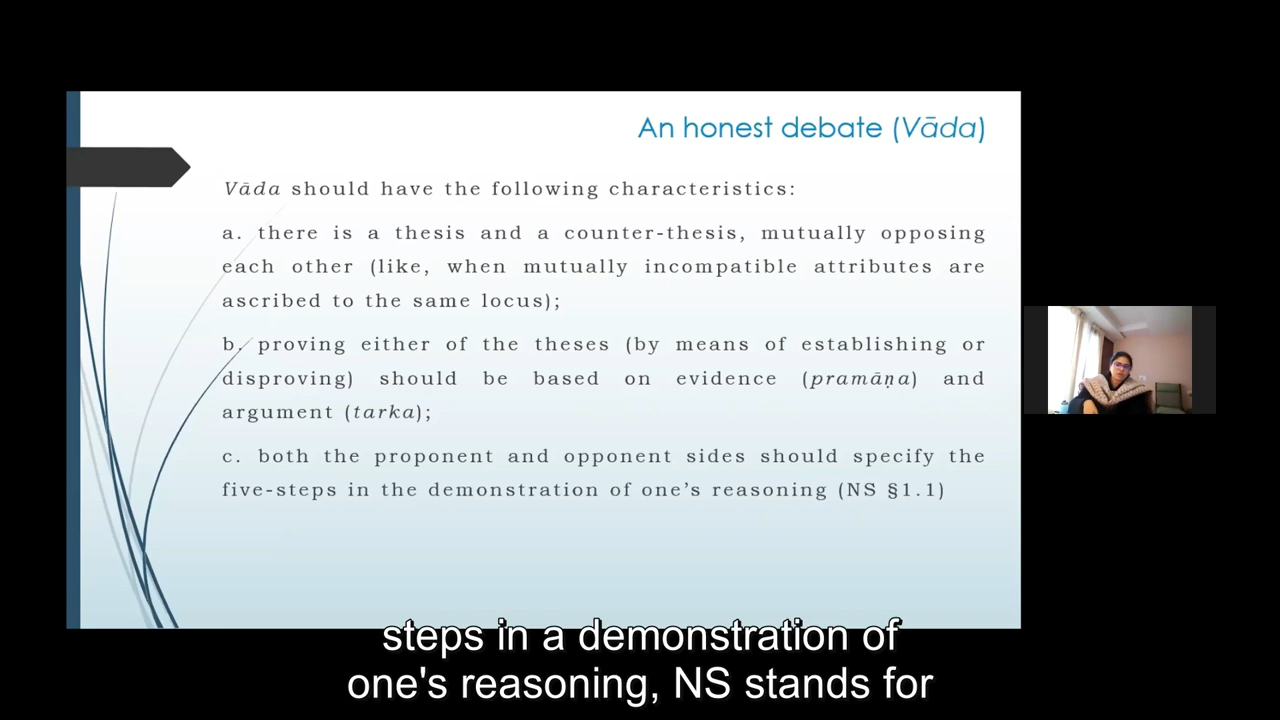 An honest debate (Vāda)
Vāda should have the following characteristics:
a. there is a thesis and a counter-thesis, mutually opposing
each other (like, when mutually incompatible attributes are
ascribed to the same locus);
b. proving either of the theses (by means of establishing or
disproving) should be based on evidence (pramāṇa) and
argument (tarka);
c. both the proponent and opponent sides should specify the
five-steps in the demonstration of one’s reasoning (NS §1.1)
steps in a demonstration of
one's reasoning, NS stands for